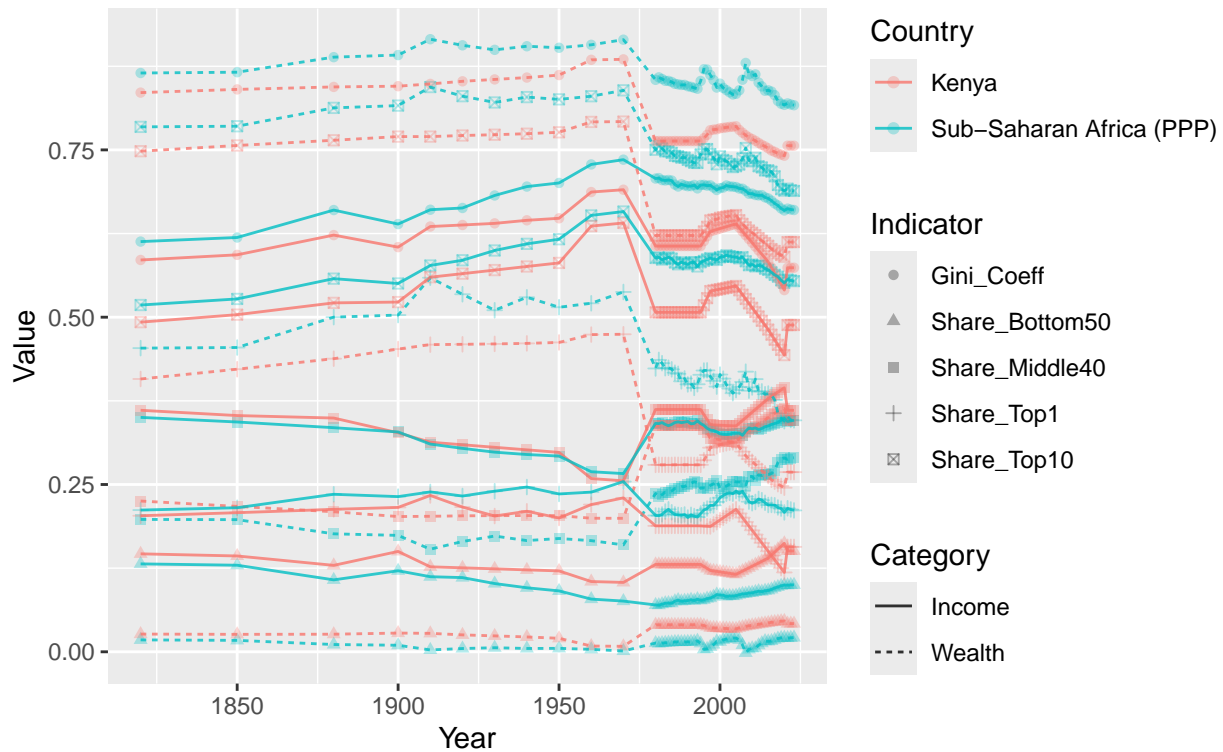 0.75
0.50
0.25
0.00
Value
1850
1900
1950
2000
Year
Country
Kenya
Sub−Saharan Africa (PPP)
Indicator
Gini_Coeff
Share_Bottom50
Share_Middle40
Share_Top1
Share_Top10
Category
Income
Wealth